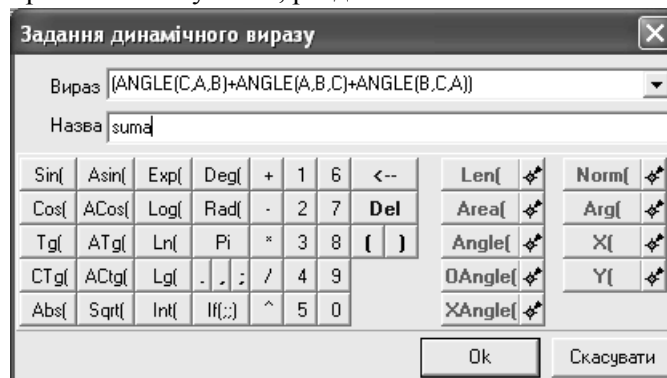 Задання динамічного виразу
Вираз (ANGLE(C,A,B)+ANGLE(A,B,C)+ANGLE(B,C,A))
Назва suma
Sin( Asin( Exp( Deg( + 1 6 <-- Len( Norm(
Cos( ACos( Log( Rad( - 2 7 Del Area( Arg(
Tg( ATg( Ln( Pi * 3 8 ( ) Angle( X(
CTg( ACtg( Lg( . , ; / 4 9 OAngle( Y(
Abs( Sqrt( Int( If(;;) ^ 5 0 XAngle(
Ok Скасувати